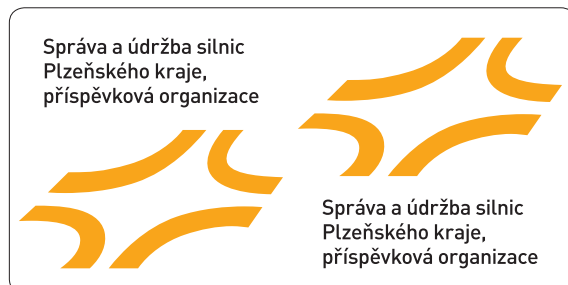 Správa a údržba silnic
Plzeňského kraje,
příspěvková organizace
Správa a údržba silnic
Plzeňského kraje,
příspěvková organizace